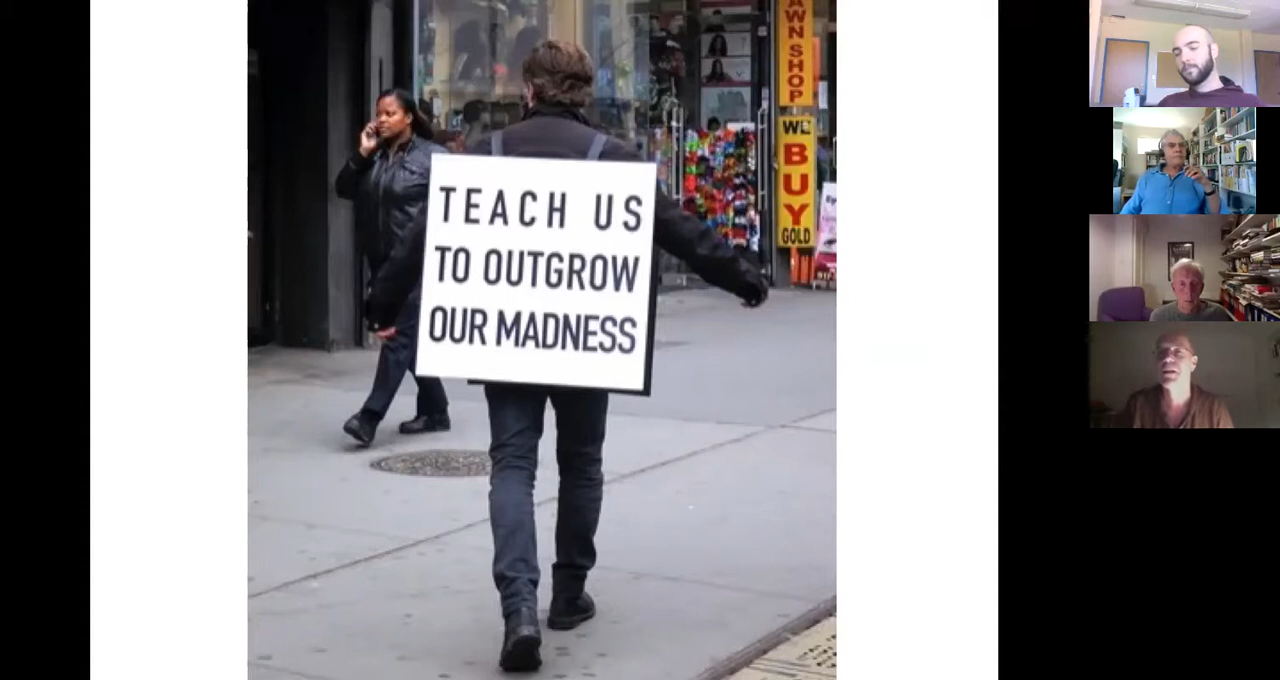 TEACH US
TO OUTGROW
OUR MADNESS
AWN SHOP
WE
BUY
GOLD